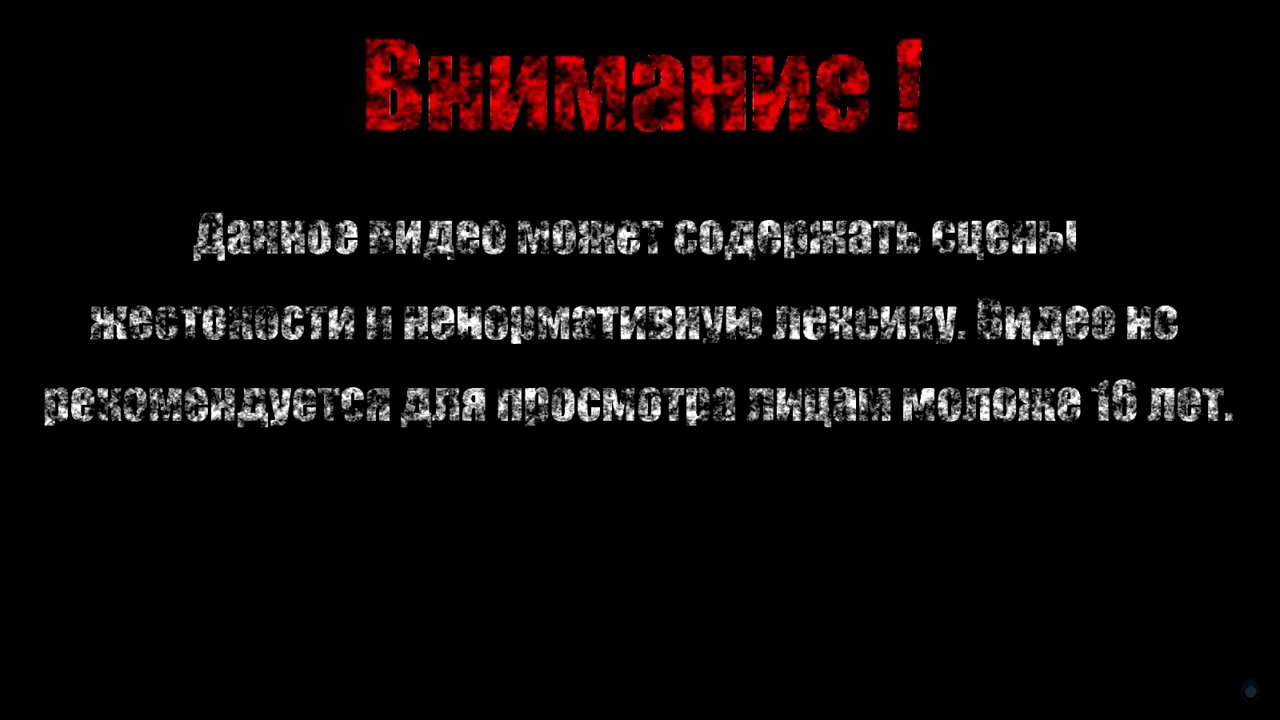 Внимание !
Данное видео может содержать сцены
жестокости и ненормативную лексику. Видео не
рекомендуется для просмотра лицам моложе 16 лет.